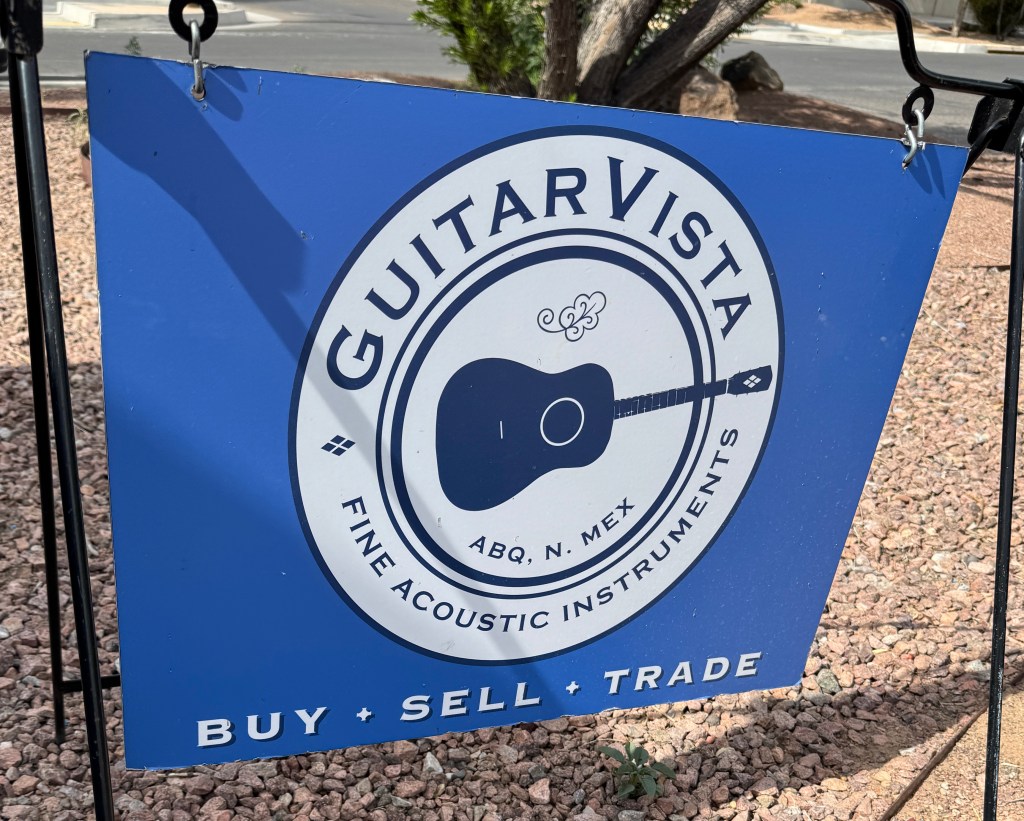 GUITARVISTA
ABQ, N. MEX
FINE ACOUSTIC INSTRUMENTS
BUY + SELL + TRADE